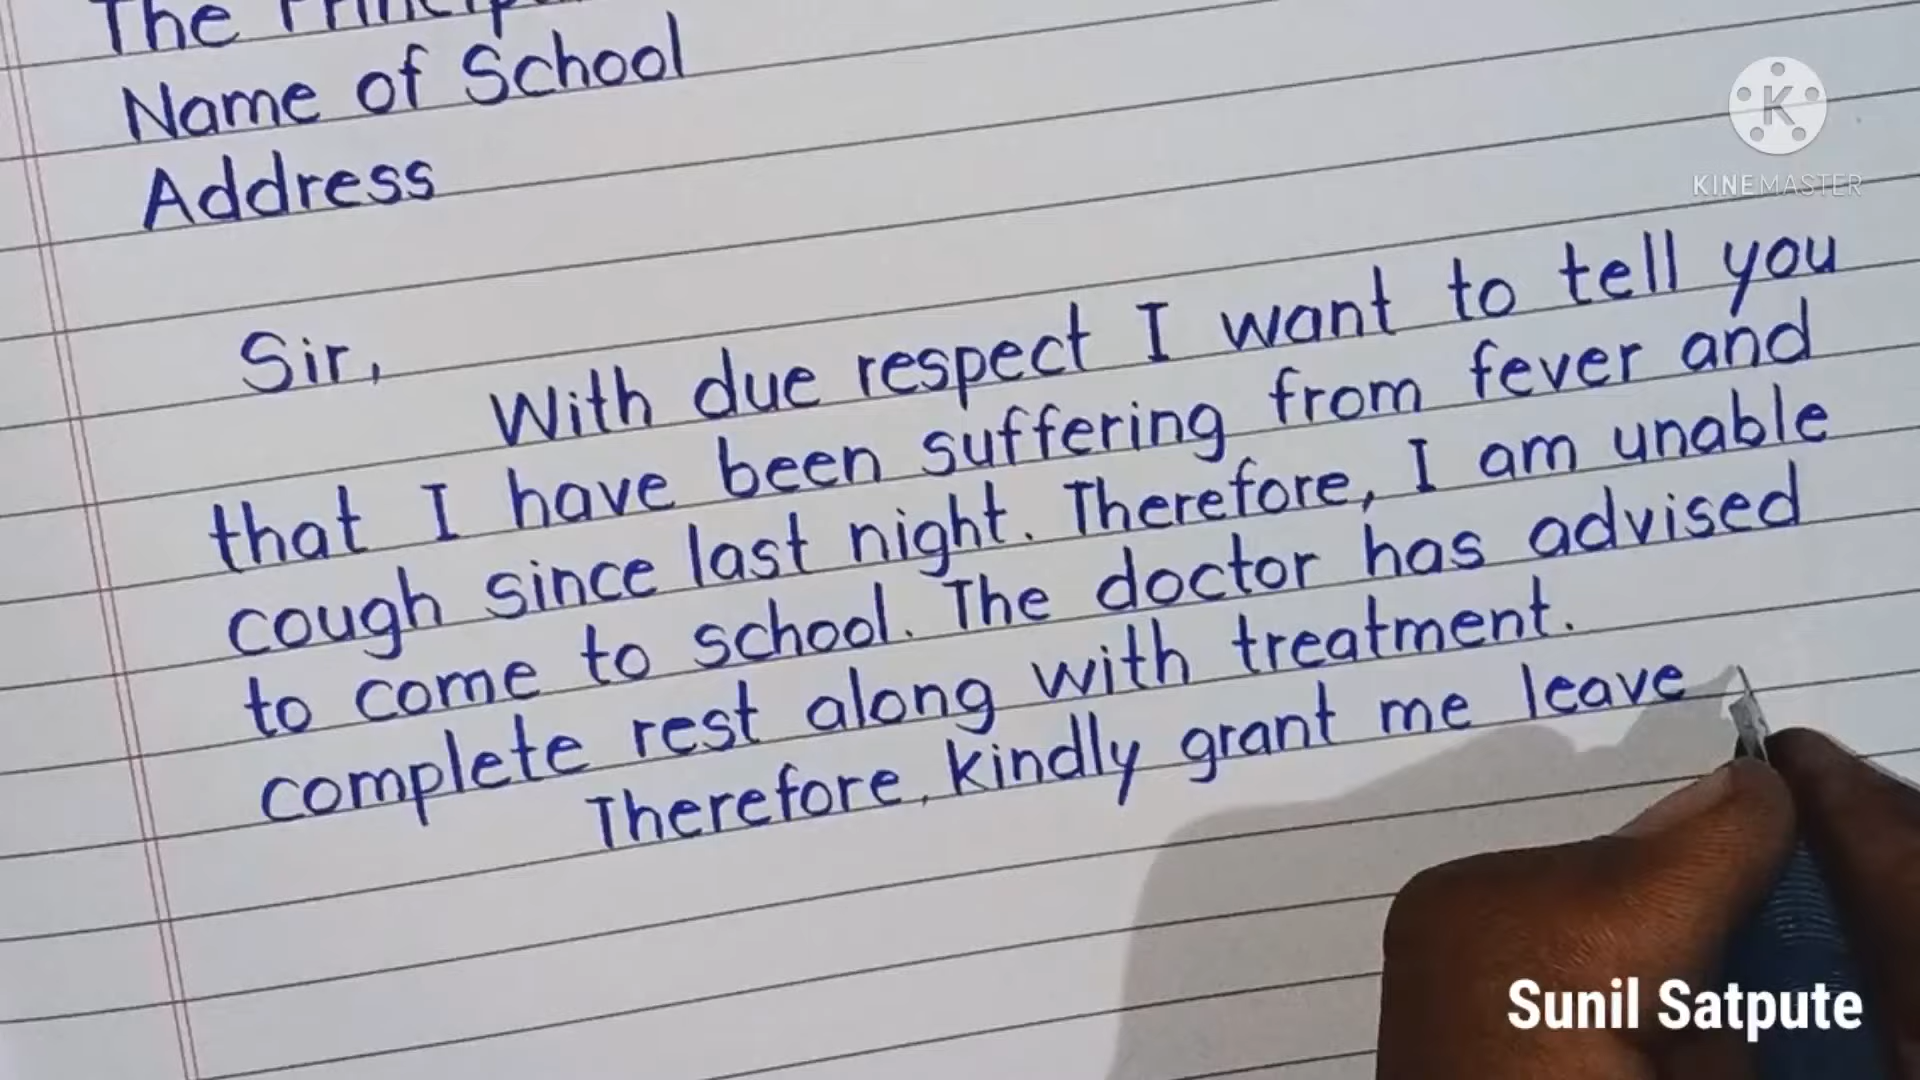 The Princip
Name of School
Address
Sir,
With due respect I want to tell you
that I have been suffering from fever and
cough since last night. Therefore, I am unable
to come to school. The doctor has advised
complete rest along with treatment.
Therefore, kindly grant me leave
K
KINEMASTER
Sunil Satpute